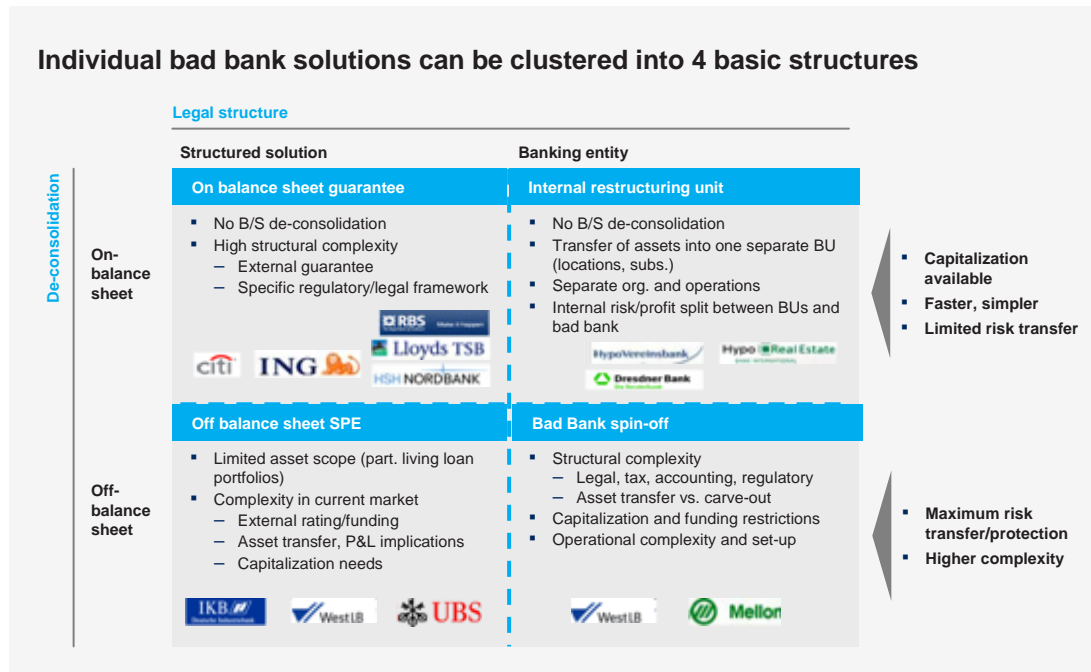 Individual bad bank solutions can be clustered into 4 basic structures
Legal structure
Structured solution
Banking entity
De-consolidation
On-
balance
sheet
On balance sheet guarantee
▪ No B/S de-consolidation
▪ High structural complexity
– External guarantee
– Specific regulatory/legal framework
citi
ING
RBS
Make it happen
Lloyds TSB
HSH NORDBANK
Internal restructuring unit
▪ No B/S de-consolidation
▪ Transfer of assets into one separate BU
(locations, subs.)
▪ Separate org. and operations
▪ Internal risk/profit split between BUs and
bad bank
HypoVereinsbank
Hypo Real Estate
BANK INTERNATIONAL
Dresdner Bank
▪ Capitalization
available
▪ Faster, simpler
▪ Limited risk transfer
Off-
balance
sheet
Off balance sheet SPE
▪ Limited asset scope (part. living loan
portfolios)
▪ Complexity in current market
– External rating/funding
– Asset transfer, P&L implications
– Capitalization needs
IKB
Deutsche Industriebank
WestLB
UBS
Bad Bank spin-off
▪ Structural complexity
– Legal, tax, accounting, regulatory
– Asset transfer vs. carve-out
▪ Capitalization and funding restrictions
▪ Operational complexity and set-up
WestLB
Mellon
▪ Maximum risk
transfer/protection
▪ Higher complexity